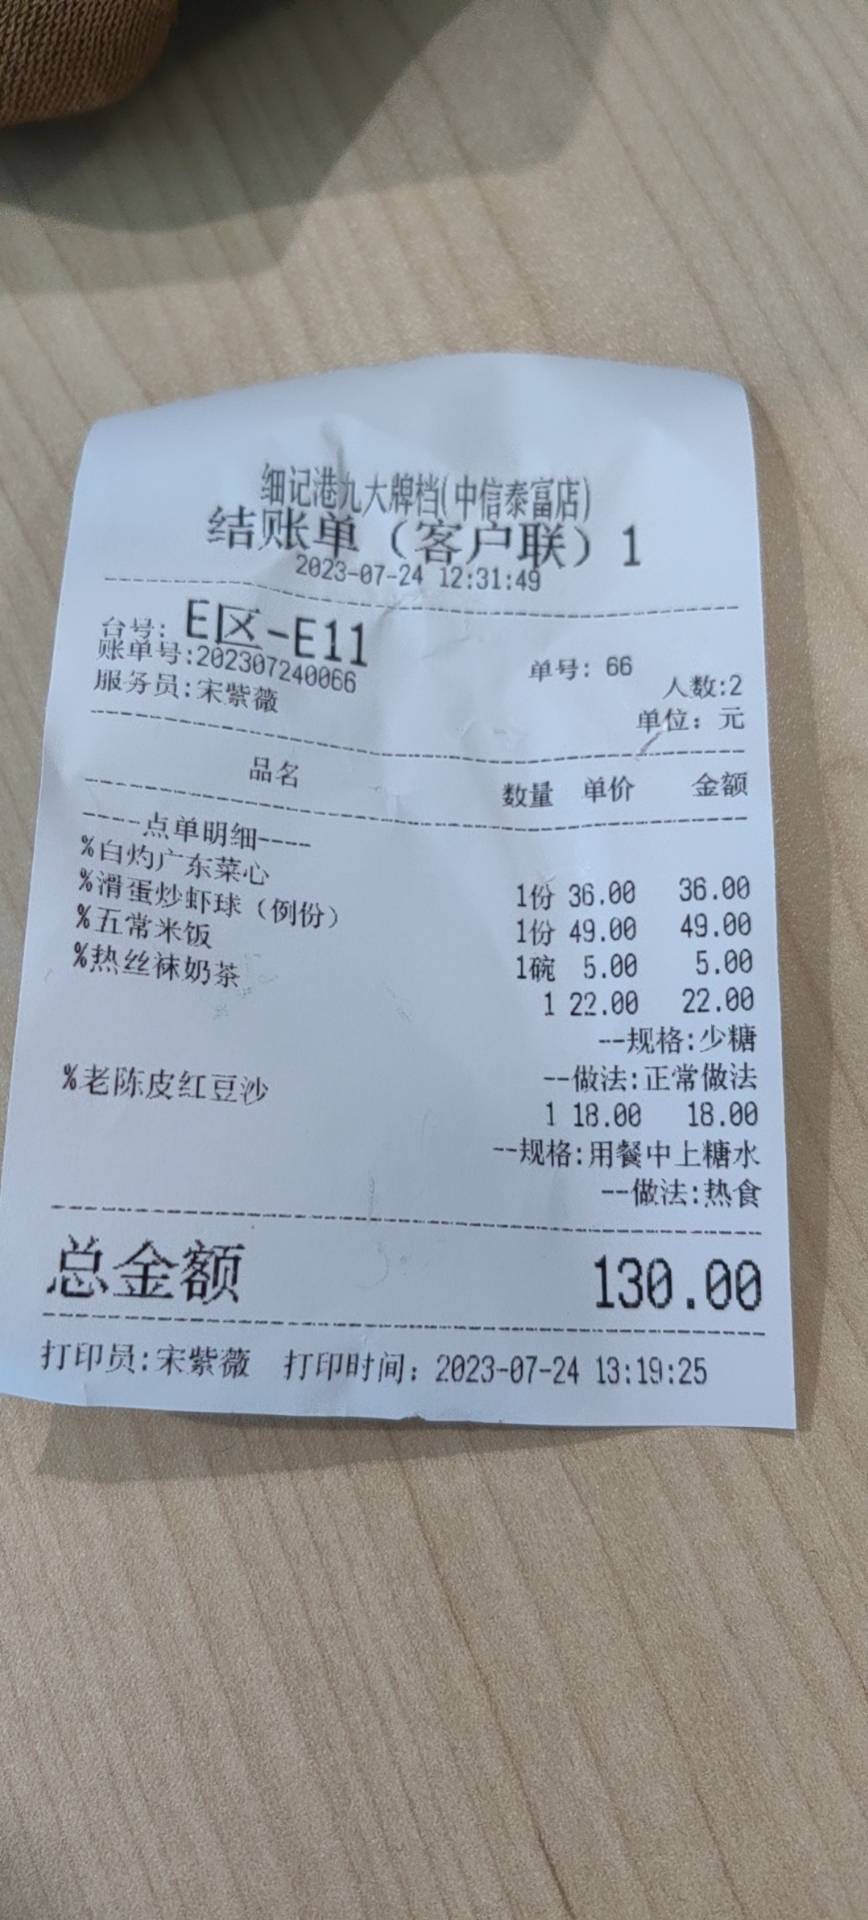 细记港九大牌档(中信泰富店)
结账单（客户联）1
2023-07-24 12:31:49
台号: E区-E11 单号: 66
账单号:202307240066 人数:2
服务员:宋紫薇 单位: 元
品名 数量 单价 金额
----点单明细----
%白灼广东菜心 1份 36.00 36.00
%滑蛋炒虾球（例份） 1份 49.00 49.00
%五常米饭 1碗 5.00 5.00
%热丝袜奶茶 1 22.00 22.00
--规格:少糖
--做法:正常做法
%老陈皮红豆沙 1 18.00 18.00
--规格:用餐中上糖水
--做法:热食
总金额 130.00
打印员:宋紫薇 打印时间: 2023-07-24 13:19:25